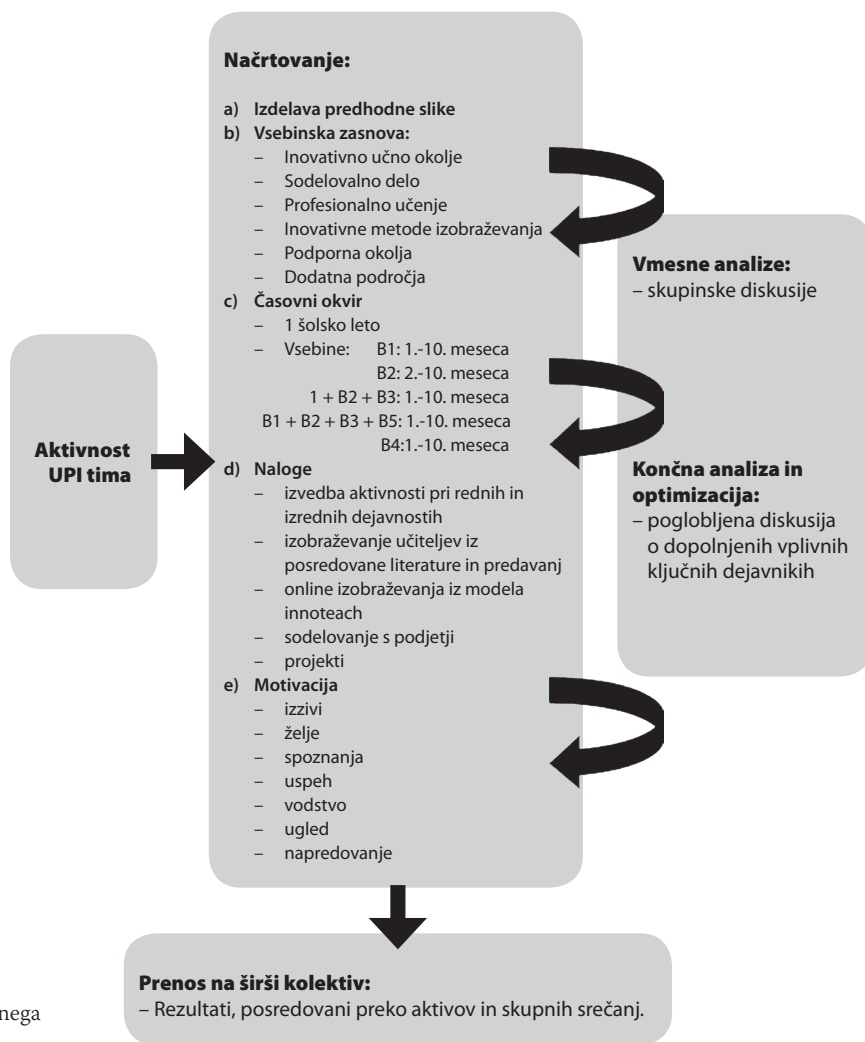 Načrtovanje:
a) Izdelava predhodne slike
b) Vsebinska zasnova:
– Inovativno učno okolje
– Sodelovalno delo
– Profesionalno učenje
– Inovativne metode izobraževanja
– Podporna okolja
– Dodatna področja
c) Časovni okvir
– 1 šolsko leto
– Vsebine: B1: 1.-10. meseca
B2: 2.-10. meseca
1 + B2 + B3: 1.-10. meseca
B1 + B2 + B3 + B5: 1.-10. meseca
B4:1.-10. meseca
d) Naloge
– izvedba aktivnosti pri rednih in
izrednih dejavnostih
– izobraževanje učiteljev iz
posredovane literature in predavanj
– online izobraževanja iz modela
innoteach
– sodelovanje s podjetji
– projekti
e) Motivacija
– izzivi
– želje
– spoznanja
– uspeh
– vodstvo
– ugled
– napredovanje
Aktivnost
UPI tima
Vmesne analize:
– skupinske diskusije
Končna analiza in
optimizacija:
– poglobljena diskusija
o dopolnjenih vplivnih
ključnih dejavnikih
Prenos na širši kolektiv:
– Rezultati, posredovani preko aktivov in skupnih srečanj.
nega